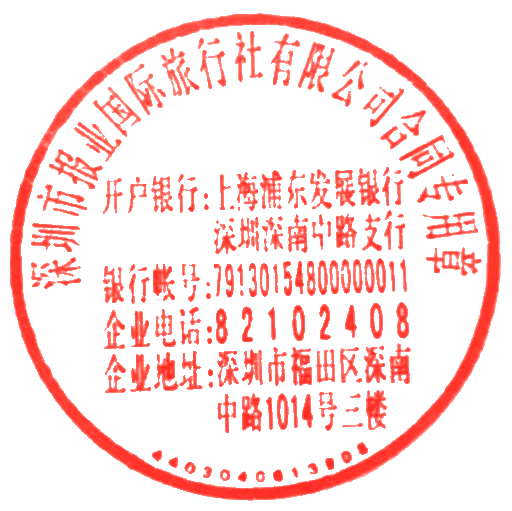 深圳市报业国际旅行社有限公司合同专用章
开户银行:上海浦东发展银行
深圳深南中路支行
银行帐号:79130154800000011
企业电话:82102408
企业地址:深圳市福田区深南
中路1014号三楼
4403040613908